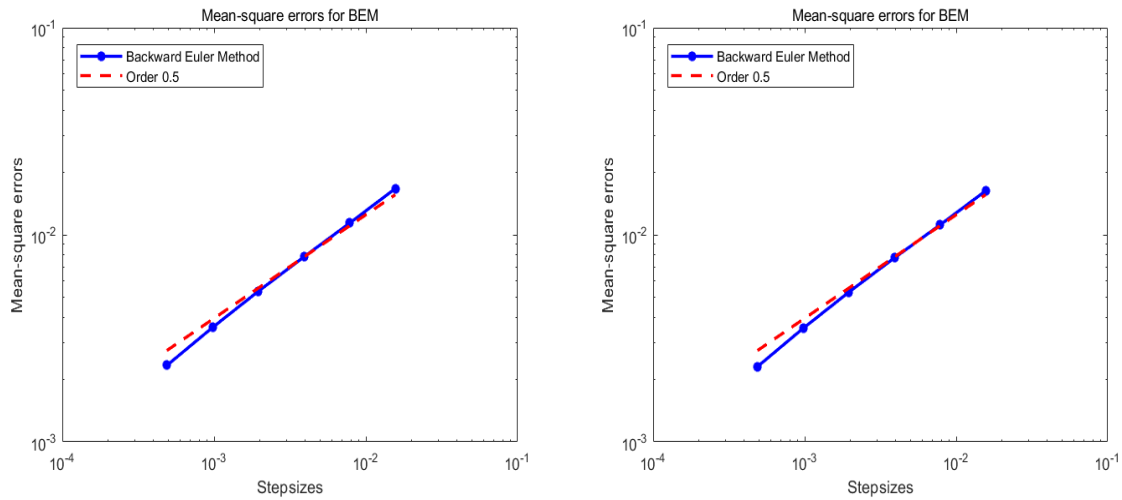 Mean-square errors for BEM
10^-1
Backward Euler Method
Order 0.5
Mean-square errors
10^-2
10^-3
10^-4
10^-3
10^-2
10^-1
Stepsizes
Mean-square errors for BEM
10^-1
Backward Euler Method
Order 0.5
Mean-square errors
10^-2
10^-3
10^-4
10^-3
10^-2
10^-1
Stepsizes